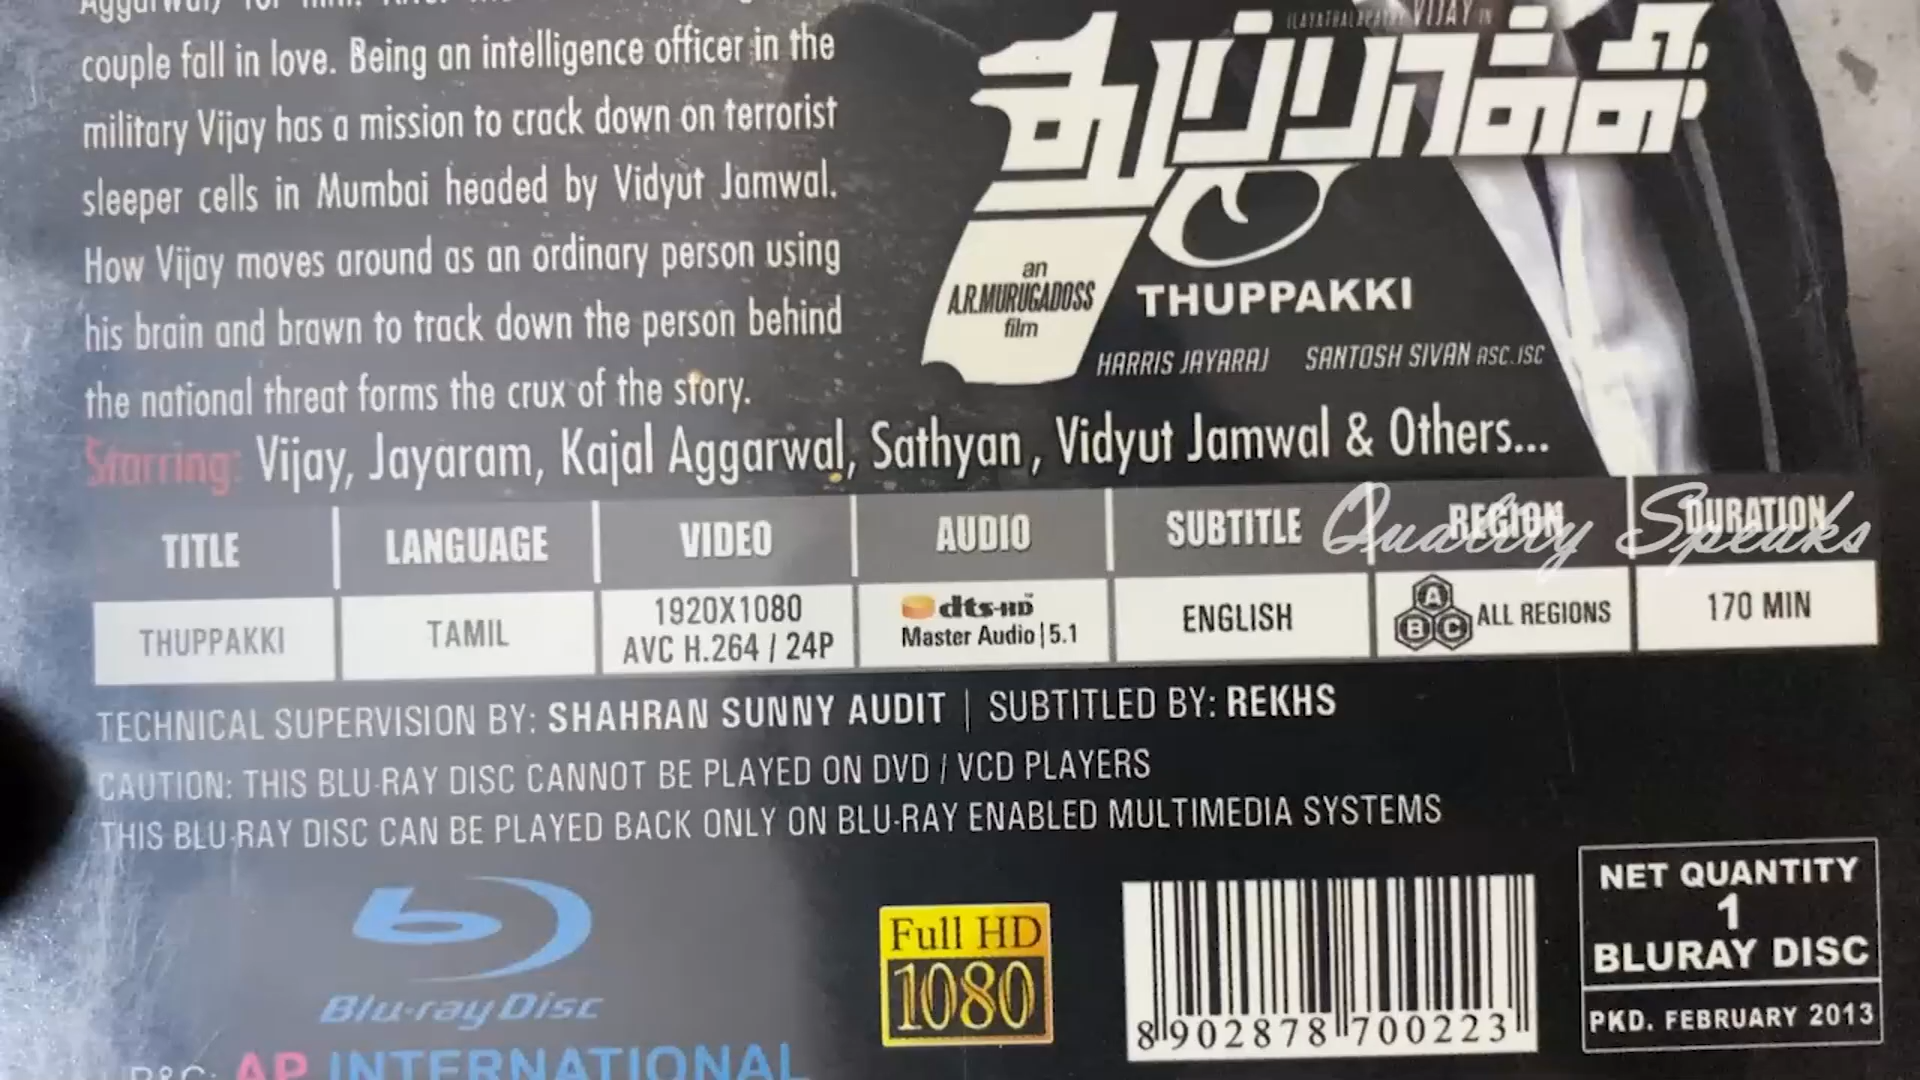 couple fall in love. Being an intelligence officer in the
military Vijay has a mission to crack down on terrorist
sleeper cells in Mumbai headed by Vidyut Jamwal.
How Vijay moves around as an ordinary person using
his brain and brawn to track down the person behind
the national threat forms the crux of the story.
ILAYATHALAPATHY VIJAY IN
துப்பாக்கி
an
A.R.MURUGADOSS
film
THUPPAKKI
HARRIS JAYARAJ SANTOSH SIVAN ASC.ISC
Starring: Vijay, Jayaram, Kajal Aggarwal, Sathyan, Vidyut Jamwal & Others...
TITLE LANGUAGE VIDEO AUDIO SUBTITLE REGION DURATION
Quality Speaks
THUPPAKKI TAMIL 1920X1080 AVC H.264 / 24P dts-HD Master Audio | 5.1 ENGLISH A B C ALL REGIONS 170 MIN
TECHNICAL SUPERVISION BY: SHAHRAN SUNNY AUDIT | SUBTITLED BY: REKHS
CAUTION: THIS BLU-RAY DISC CANNOT BE PLAYED ON DVD / VCD PLAYERS
THIS BLU-RAY DISC CAN BE PLAYED BACK ONLY ON BLU-RAY ENABLED MULTIMEDIA SYSTEMS
Blu-ray Disc
Full HD
1080
8 902878 700223
NET QUANTITY
1
BLURAY DISC
PKD. FEBRUARY 2013
AP INTERNATIONAL